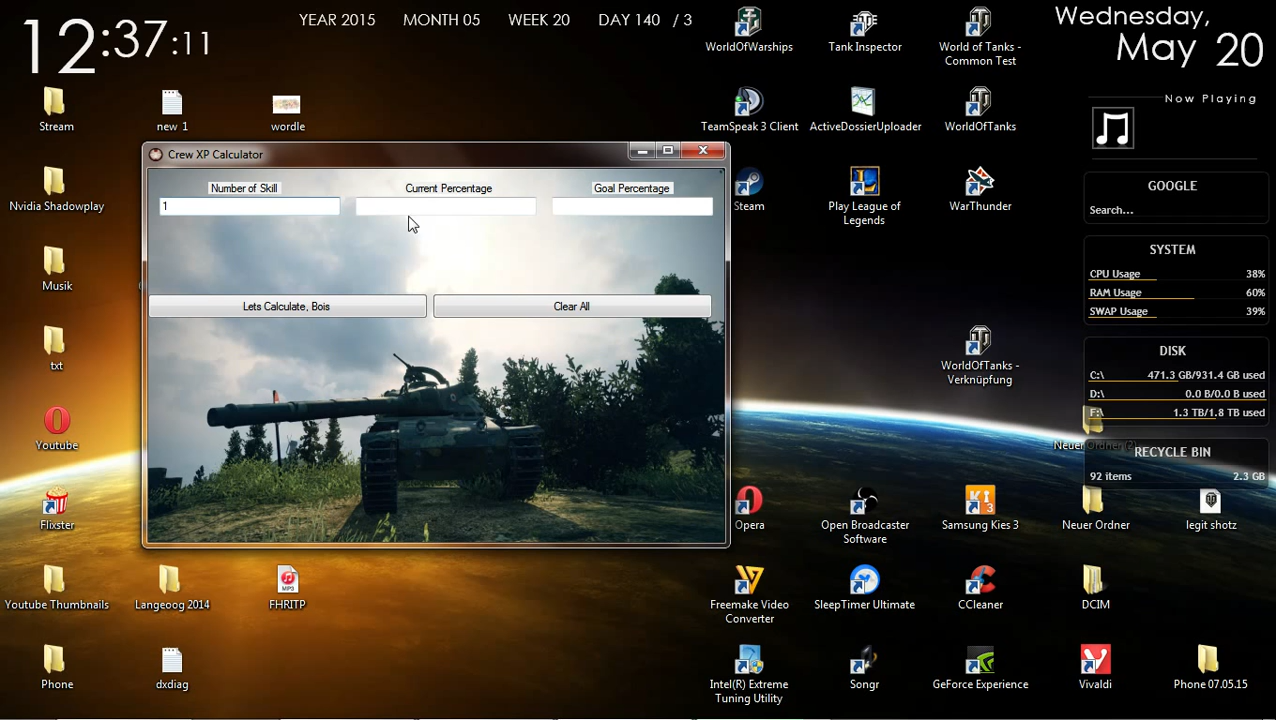 12:37:11
YEAR 2015 MONTH 05 WEEK 20 DAY 140 / 3
Wednesday,
May 20
Stream
new 1
wordle
Nvidia Shadowplay
Musik
txt
Youtube
Flixster
Youtube Thumbnails
Langeoog 2014
FHRITP
MP3
Phone
dxdiag
Crew XP Calculator
Number of Skill
Current Percentage
Goal Percentage
1
Lets Calculate, Bois
Clear All
WorldOfWarships
Tank Inspector
World of Tanks -
Common Test
TeamSpeak 3 Client
ActiveDossierUploader
WorldOfTanks
Steam
Play League of
Legends
WarThunder
WorldOfTanks -
Verknüpfung
Opera
Open Broadcaster
Software
Samsung Kies 3
Neuer Ordner
legit shotz
Freemake Video
Converter
SleepTimer Ultimate
CCleaner
DCIM
Intel(R) Extreme
Tuning Utility
Songr
GeForce Experience
Vivaldi
Phone 07.05.15
Now Playing
GOOGLE
Search...
SYSTEM
CPU Usage 38%
RAM Usage 60%
SWAP Usage 39%
DISK
C:\ 471.3 GB/931.4 GB used
D:\ 0.0 B/0.0 B used
F:\ 1.3 TB/1.8 TB used
Neuer Ordner (2)
RECYCLE BIN
92 items 2.3 GB